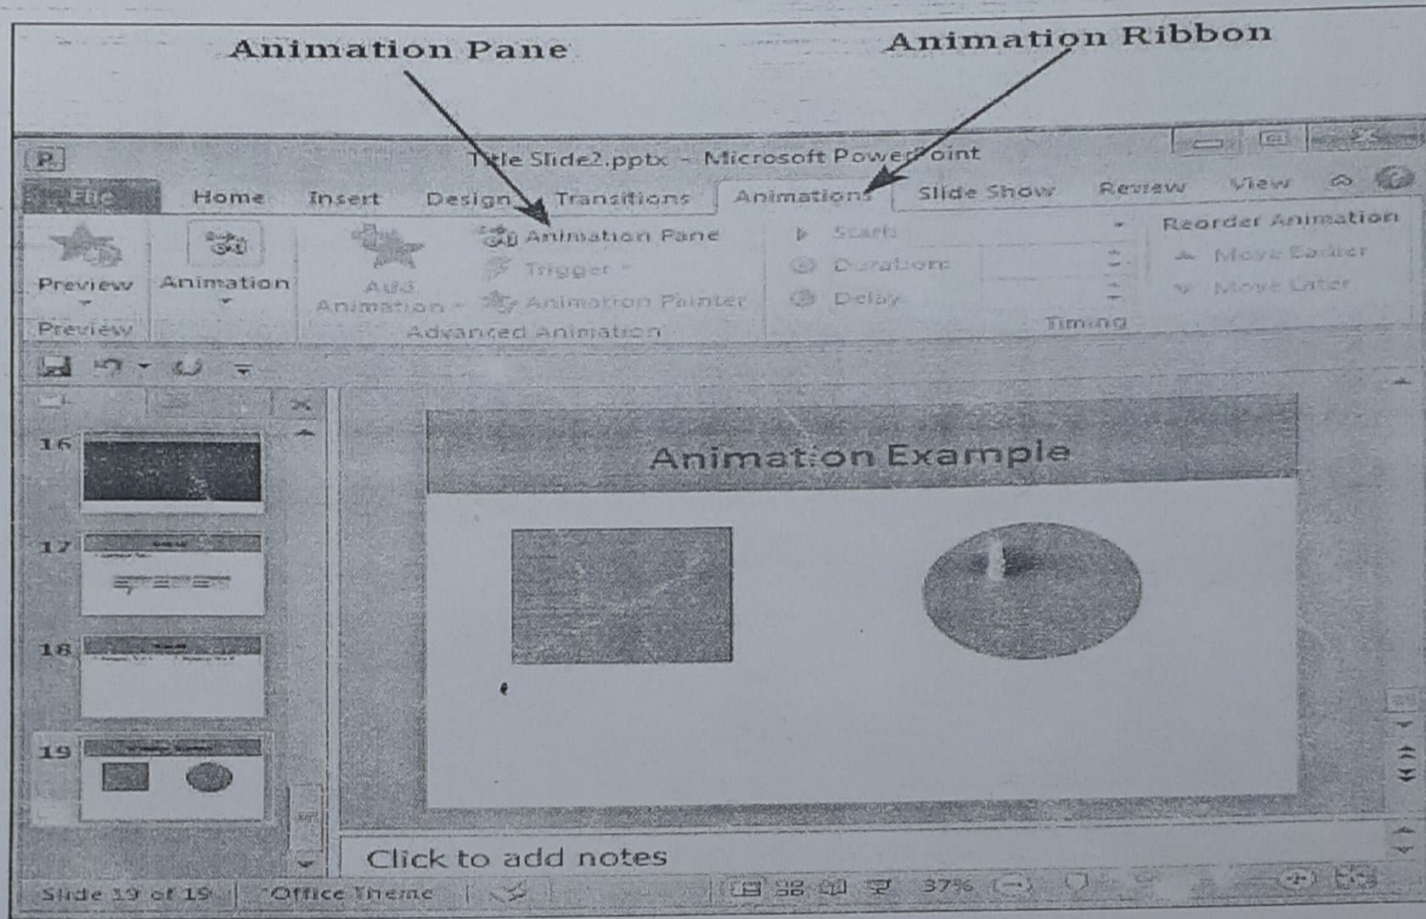 Animation Pane
Animation Ribbon
Title Slide2.pptx - Microsoft PowerPoint
File Home Insert Design Transitions Animations Slide Show Review View
Preview
Animation
Add
Animation
Animation Pane
Trigger
Animation Painter
Start:
Duration:
Delay:
Reorder Animation
Move Earlier
Move Later
Preview
Advanced Animation
Timing
16
17
18
19
Animation Example
Click to add notes
Slide 19 of 19 "Office Theme" 37%